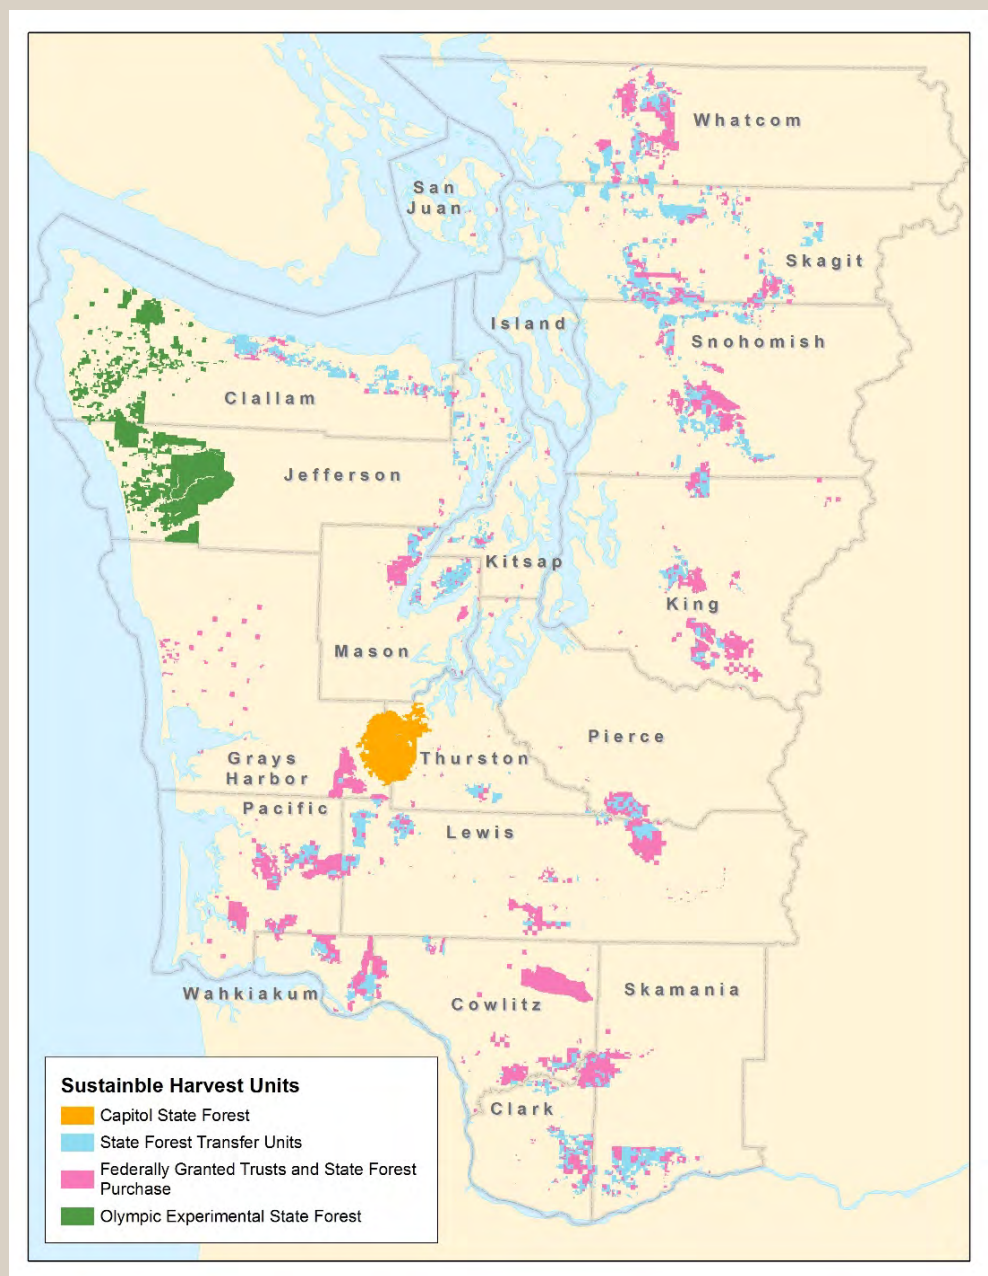 Whatcom
San
Juan
Skagit
Island
Snohomish
Clallam
Jefferson
Kitsap
King
Mason
Pierce
Grays
Harbor
Thurston
Pacific
Lewis
Wahkiakum
Cowlitz
Skamania
Clark
Sustainble Harvest Units
Capitol State Forest
State Forest Transfer Units
Federally Granted Trusts and State Forest
Purchase
Olympic Experimental State Forest